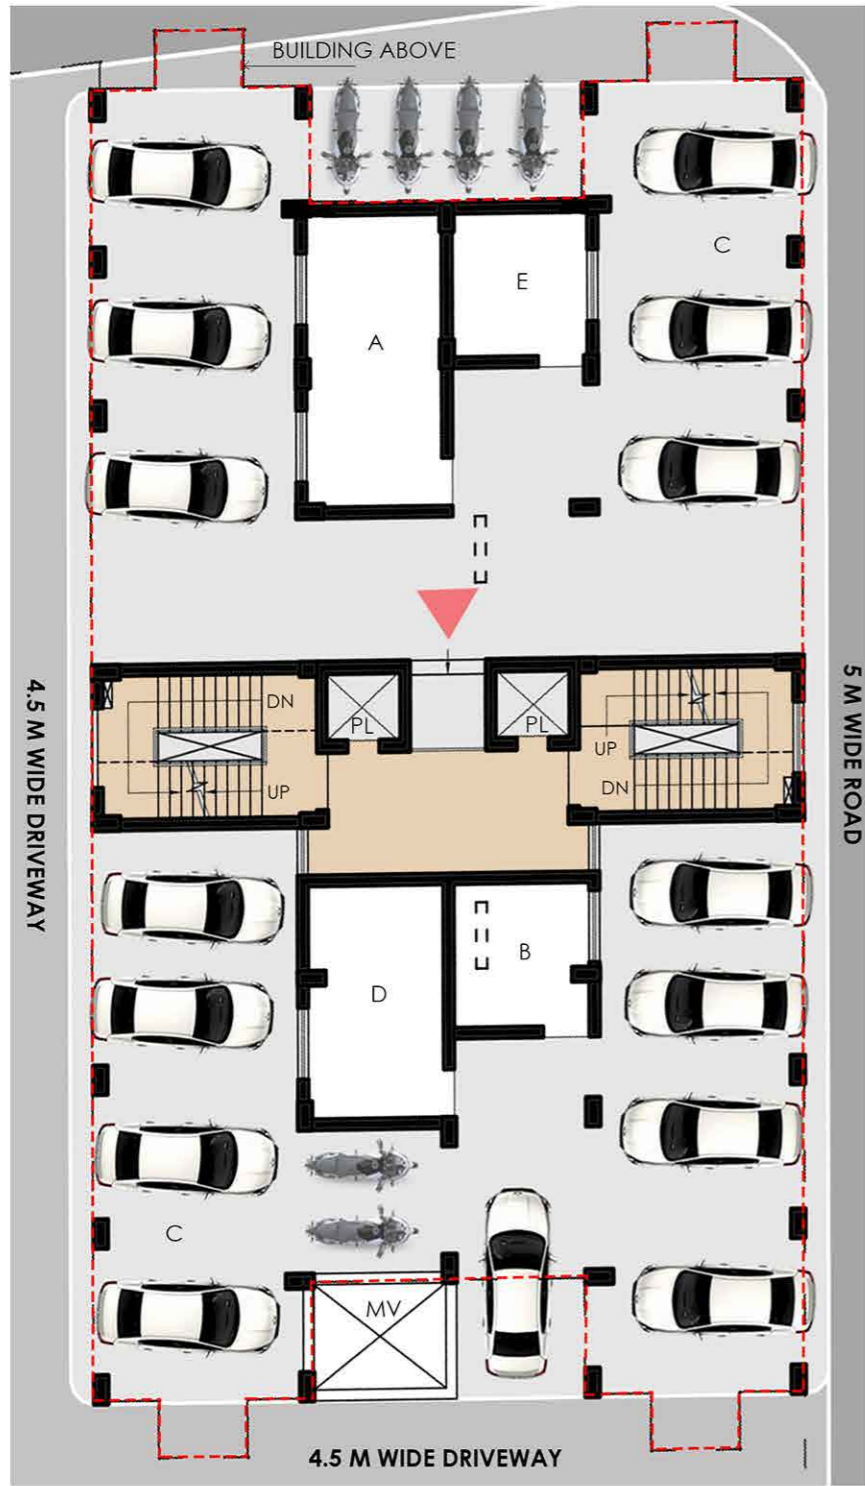 BUILDING ABOVE
C
E
A
4.5 M WIDE DRIVEWAY
5 M WIDE ROAD
DN
PL
PL
UP
UP
DN
B
D
C
MV
4.5 M WIDE DRIVEWAY